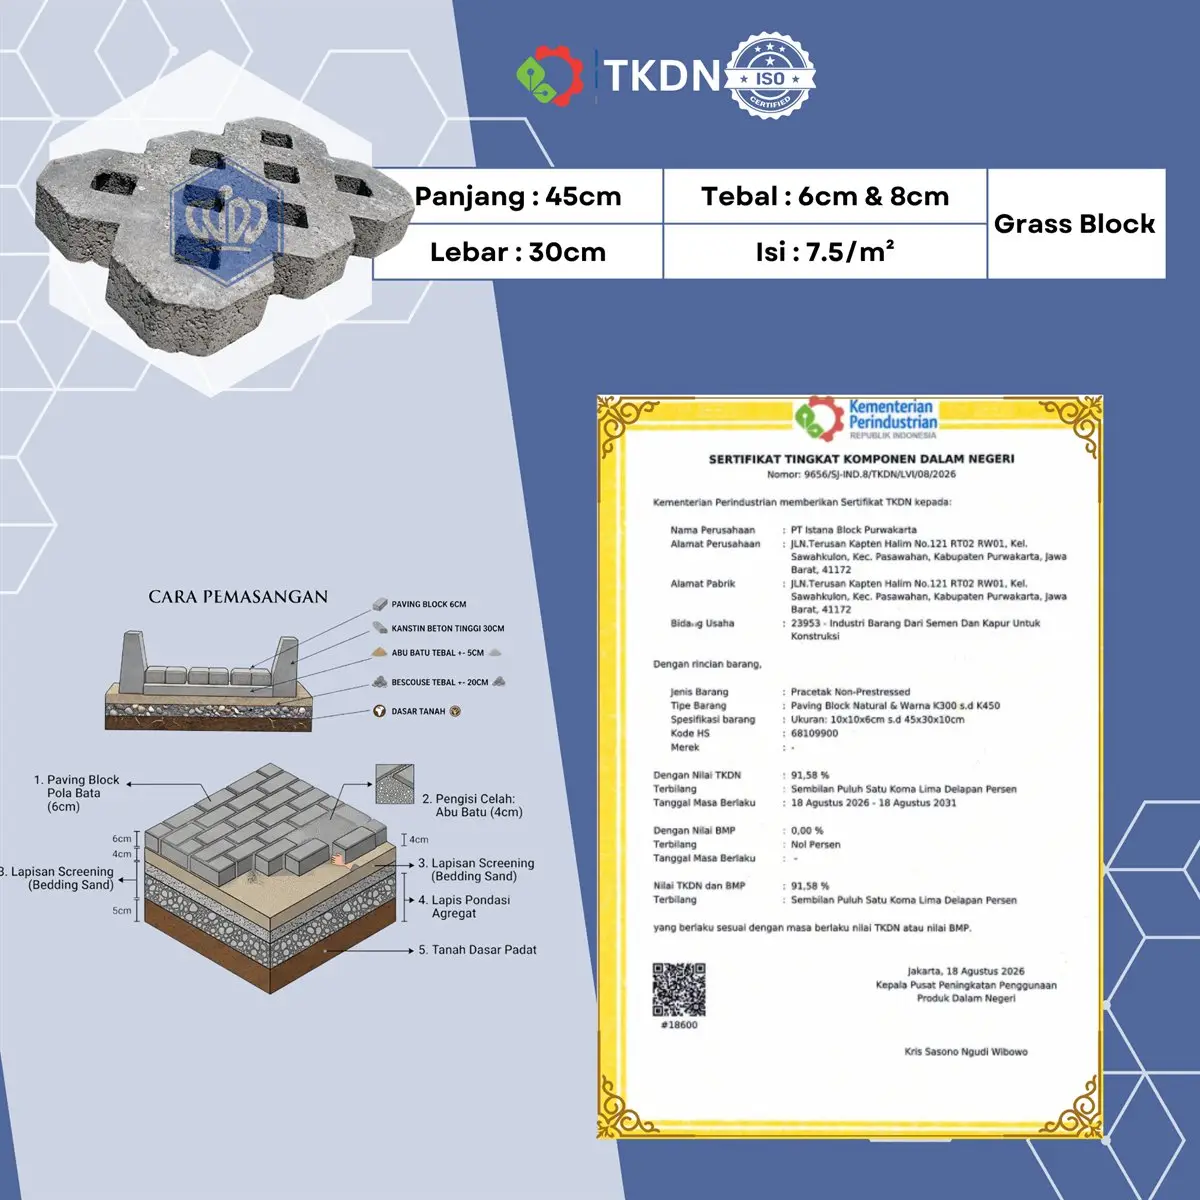 TKDN
ISO
CERTIFIED
Panjang : 45cm
Tebal : 6cm & 8cm
Grass Block
Lebar : 30cm
Isi : 7.5/m²
CARA PEMASANGAN
PAVING BLOCK 6CM
KANSTIN BETON TINGGI 30CM
ABU BATU TEBAL +- 5CM
BESCOUSE TEBAL +- 20CM
DASAR TANAH
1. Paving Block
Pola Bata
(6cm)
2. Pengisi Celah:
Abu Batu (4cm)
6cm
4cm
4cm
3. Lapisan Screening
(Bedding Sand)
3. Lapisan Screening
(Bedding Sand)
5cm
4. Lapis Pondasi
Agregat
5. Tanah Dasar Padat
Kementerian
Perindustrian
REPUBLIK INDONESIA
SERTIFIKAT TINGKAT KOMPONEN DALAM NEGERI
Nomor: 9656/SJ-IND.8/TKDN/LVI/08/2026
Kementerian Perindustrian memberikan Sertifikat TKDN kepada:
Nama Perusahaan : PT Istana Block Purwakarta
Alamat Perusahaan : JLN.Terusan Kapten Halim No.121 RT02 RW01, Kel.
Sawahkulon, Kec. Pasawahan, Kabupaten Purwakarta, Jawa
Barat, 41172
Alamat Pabrik : JLN.Terusan Kapten Halim No.121 RT02 RW01, Kel.
Sawahkulon, Kec. Pasawahan, Kabupaten Purwakarta, Jawa
Barat, 41172
Bidang Usaha : 23953 - Industri Barang Dari Semen Dan Kapur Untuk
Konstruksi
Dengan rincian barang,
Jenis Barang : Pracetak Non-Prestressed
Tipe Barang : Paving Block Natural & Warna K300 s.d K450
Spesifikasi barang : Ukuran: 10x10x6cm s.d 45x30x10cm
Kode HS : 68109900
Merek : -
Dengan Nilai TKDN : 91,58 %
Terbilang : Sembilan Puluh Satu Koma Lima Delapan Persen
Tanggal Masa Berlaku : 18 Agustus 2026 - 18 Agustus 2031
Dengan Nilai BMP : 0,00 %
Terbilang : Nol Persen
Tanggal Masa Berlaku : -
Nilai TKDN dan BMP : 91,58 %
Terbilang : Sembilan Puluh Satu Koma Lima Delapan Persen
yang berlaku sesuai dengan masa berlaku nilai TKDN atau nilai BMP.
#18600
Jakarta, 18 Agustus 2026
Kepala Pusat Peningkatan Penggunaan
Produk Dalam Negeri
Kris Sasono Ngudi Wibowo